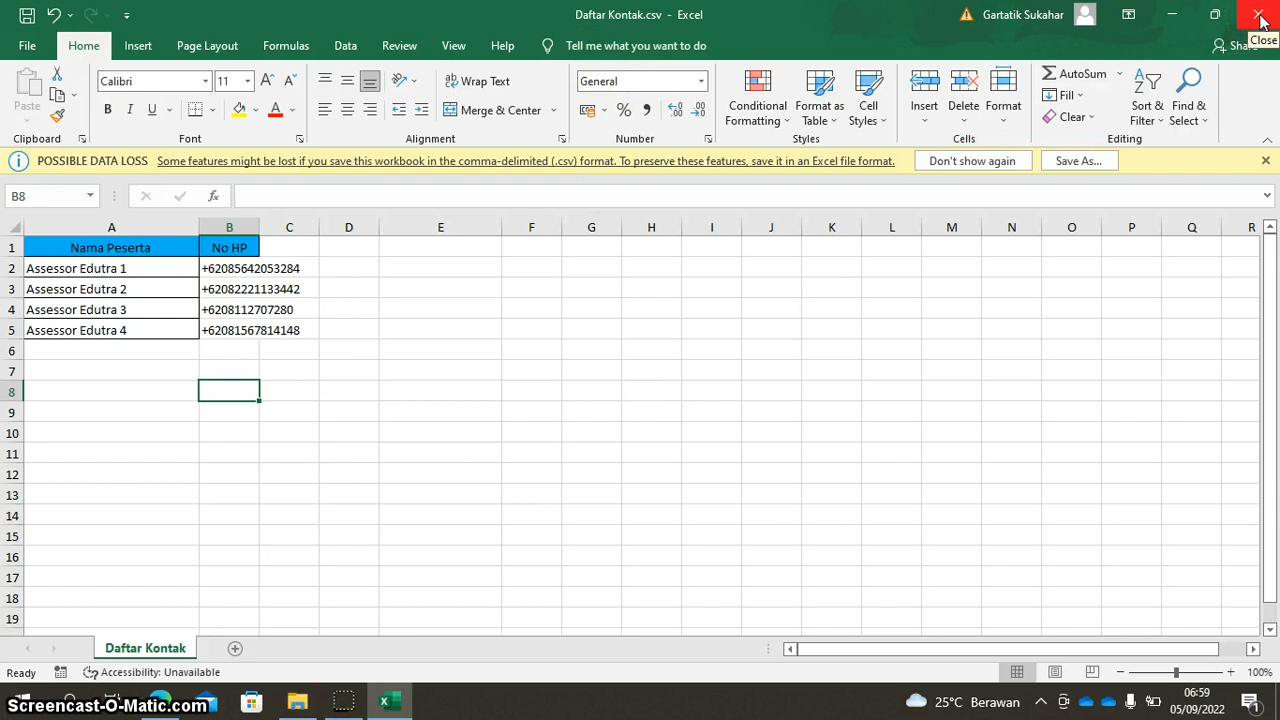 Daftar Kontak.csv - Excel
Gartatik Sukahar
Close
File Home Insert Page Layout Formulas Data Review View Help Tell me what you want to do
Paste
Calibri 11
Wrap Text
General
Conditional Formatting
Format as Table
Cell Styles
Insert Delete Format
AutoSum
Fill
Clear
Sort & Filter
Find & Select
B I U
Merge & Center
Clipboard Font Alignment Number Styles Cells Editing
POSSIBLE DATA LOSS Some features might be lost if you save this workbook in the comma-delimited (.csv) format. To preserve these features, save it in an Excel file format. Don't show again Save As...
B8 fx
A B C D E F G H I J K L M N O P Q R
1 Nama Peserta No HP
2 Assessor Edutra 1 +62085642053284
3 Assessor Edutra 2 +62082221133442
4 Assessor Edutra 3 +6208112707280
5 Assessor Edutra 4 +62081567814148
6
7
8
9
10
11
12
13
14
15
16
17
18
19
Daftar Kontak
Ready Accessibility: Unavailable 100%
Screencast-O-Matic.com
25°C Berawan
06:59
05/09/2022
1